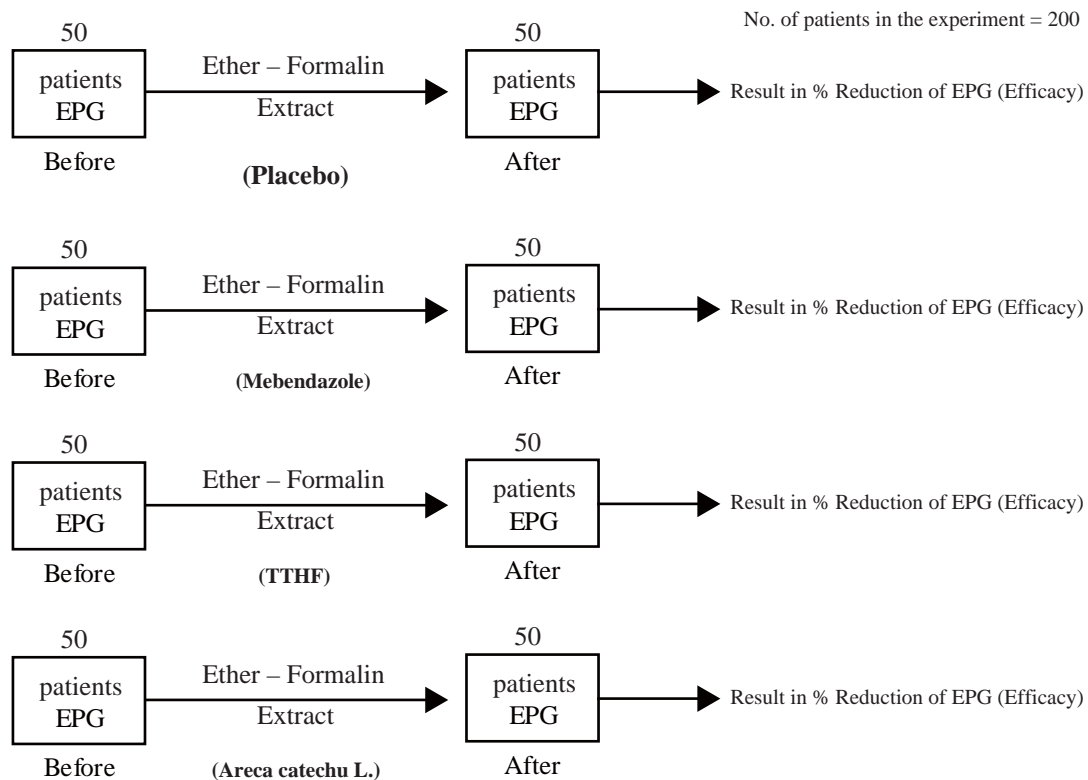 No. of patients in the experiment = 200
50
patients
EPG
Before
Ether – Formalin
Extract
(Placebo)
50
patients
EPG
After
Result in % Reduction of EPG (Efficacy)
50
patients
EPG
Before
Ether – Formalin
Extract
(Mebendazole)
50
patients
EPG
After
Result in % Reduction of EPG (Efficacy)
50
patients
EPG
Before
Ether – Formalin
Extract
(TTHF)
50
patients
EPG
After
Result in % Reduction of EPG (Efficacy)
50
patients
EPG
Before
Ether – Formalin
Extract
(Areca catechu L.)
50
patients
EPG
After
Result in % Reduction of EPG (Efficacy)